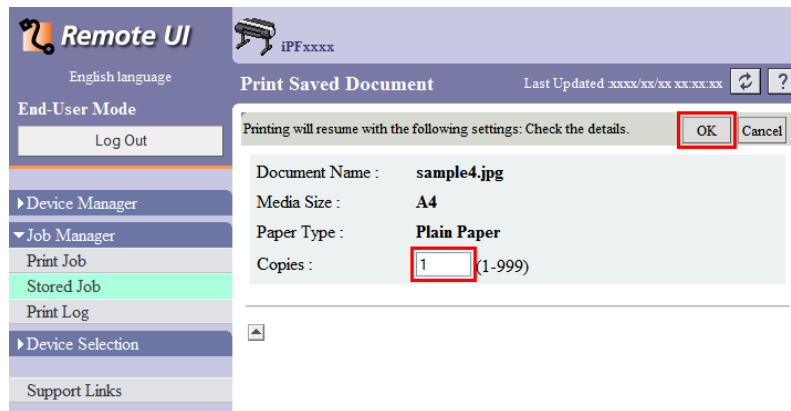 Remote UI
English language
End-User Mode
Log Out
▶Device Manager
▼Job Manager
Print Job
Stored Job
Print Log
▶Device Selection
Support Links
iPFxxxx
Print Saved Document
Last Updated :xxxx/xx/xx xx:xx:xx
?
Printing will resume with the following settings: Check the details.
OK
Cancel
Document Name : sample4.jpg
Media Size : A4
Paper Type : Plain Paper
Copies : 1 (1-999)